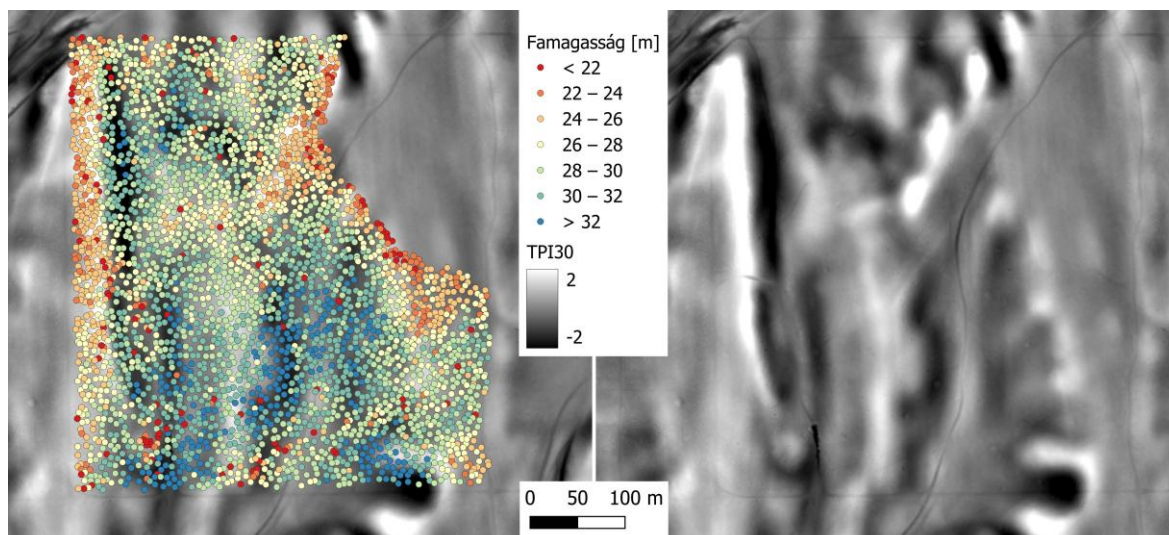 Famagasság [m]
< 22
22 – 24
24 – 26
26 – 28
28 – 30
30 – 32
> 32
TPI30
2
-2
0 50 100 m